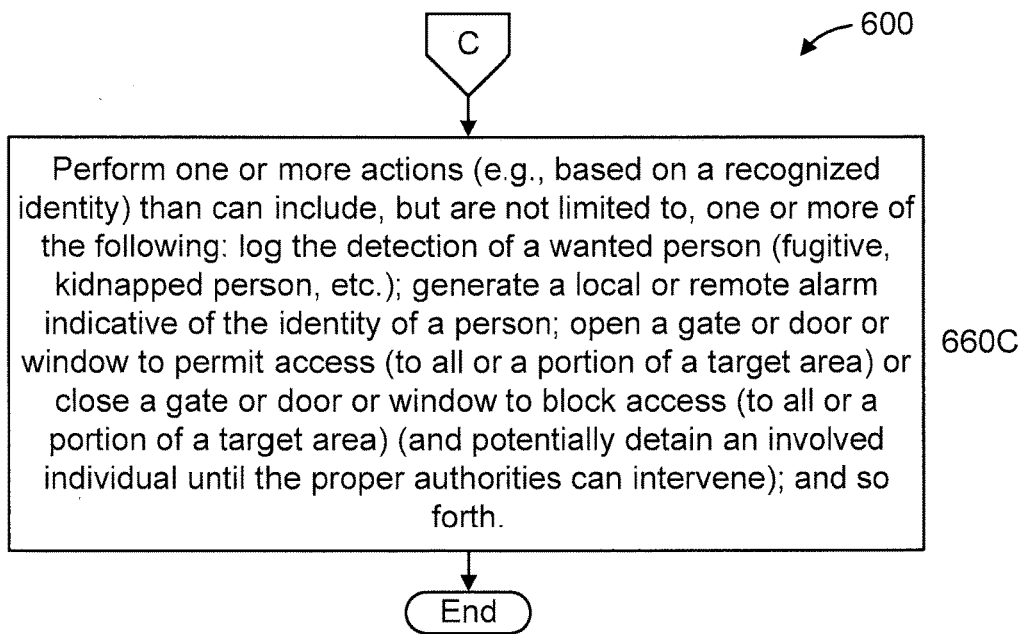 C
600
Perform one or more actions (e.g., based on a recognized
identity) than can include, but are not limited to, one or more of
the following: log the detection of a wanted person (fugitive,
kidnapped person, etc.); generate a local or remote alarm
indicative of the identity of a person; open a gate or door or
window to permit access (to all or a portion of a target area) or
close a gate or door or window to block access (to all or a
portion of a target area) (and potentially detain an involved
individual until the proper authorities can intervene); and so
forth.
660C
End